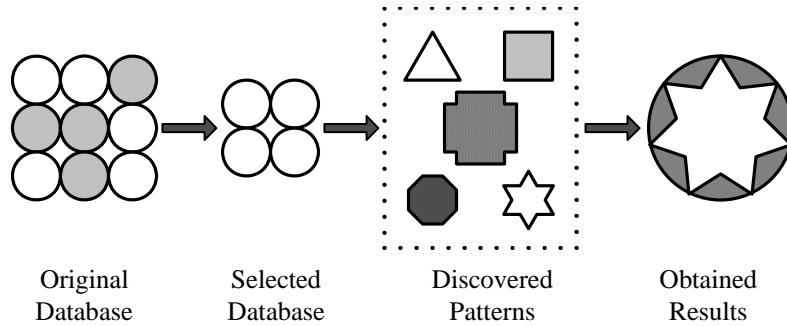 Original
Database
Selected
Database
Discovered
Patterns
Obtained
Results